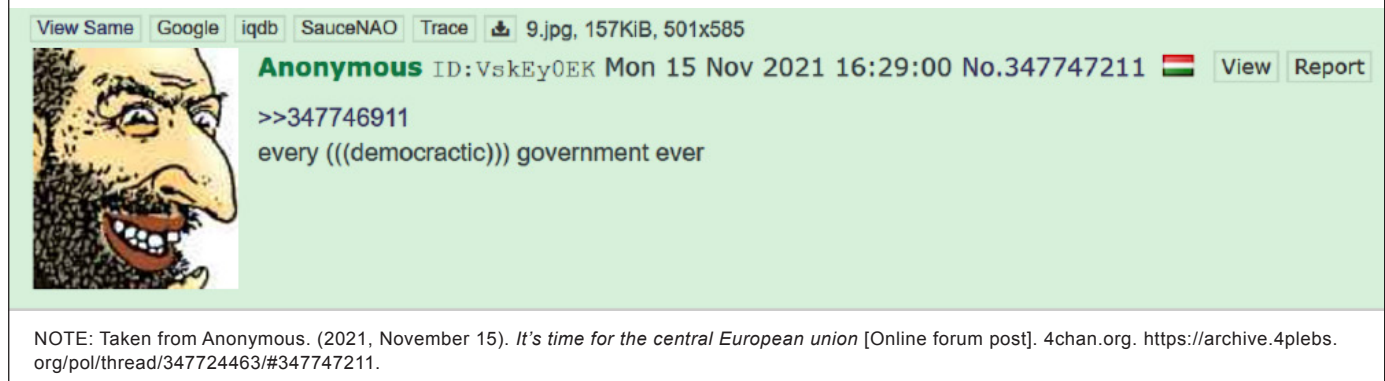 View Same Google iqdb SauceNAO Trace 9.jpg, 157KiB, 501x585
Anonymous ID:VskEy0EK Mon 15 Nov 2021 16:29:00 No.347747211 View Report
>>347746911
every (((democractic))) government ever
NOTE: Taken from Anonymous. (2021, November 15). It's time for the central European union [Online forum post]. 4chan.org. https://archive.4plebs.
org/pol/thread/347724463/#347747211.